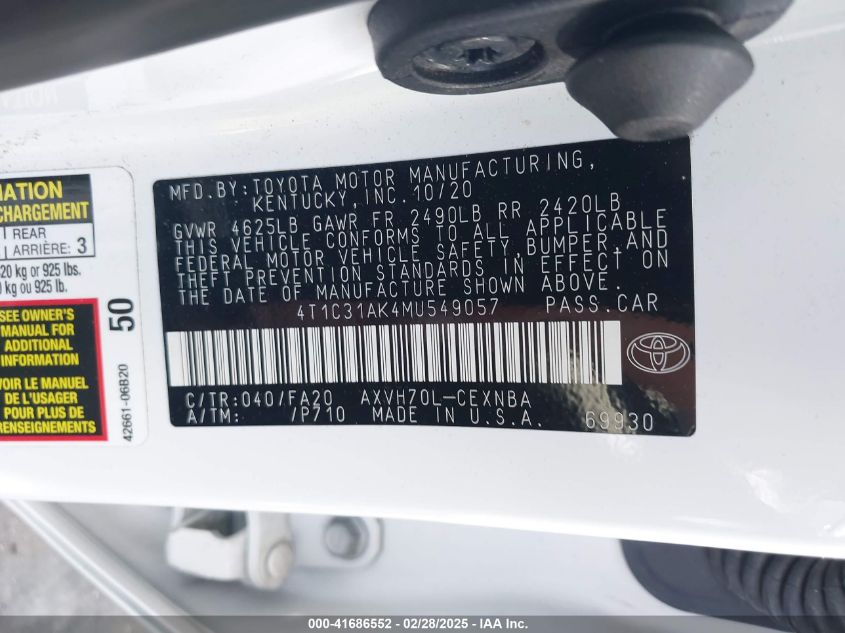 MATION
CHARGEMENT
REAR
ARRIÈRE: 3
420 kg or 925 lbs.
0 kg ou 925 lb.
SEE OWNER'S
MANUAL FOR
ADDITIONAL
INFORMATION
VOIR LE MANUEL
DE L'USAGER
POUR PLUS DE
RENSEIGNEMENTS
50
42661-06B20
MFD.BY:TOYOTA MOTOR MANUFACTURING,
KENTUCKY,INC.10/20
GVWR 4625LB GAWR FR 2490LB RR 2420LB
THIS VEHICLE CONFORMS TO ALL APPLICABLE
FEDERAL MOTOR VEHICLE SAFETY,BUMPER,AND
THEFT PREVENTION STANDARDS IN EFFECT ON
THE DATE OF MANUFACTURE SHOWN ABOVE.
4T1C31AK4MU549057 PASS.CAR
C/TR:040/FA20 AXVH70L-CEXNBA
A/TM: /P710 MADE IN U.S.A. 69930
000-41686552 - 02/28/2025 - IAA Inc.